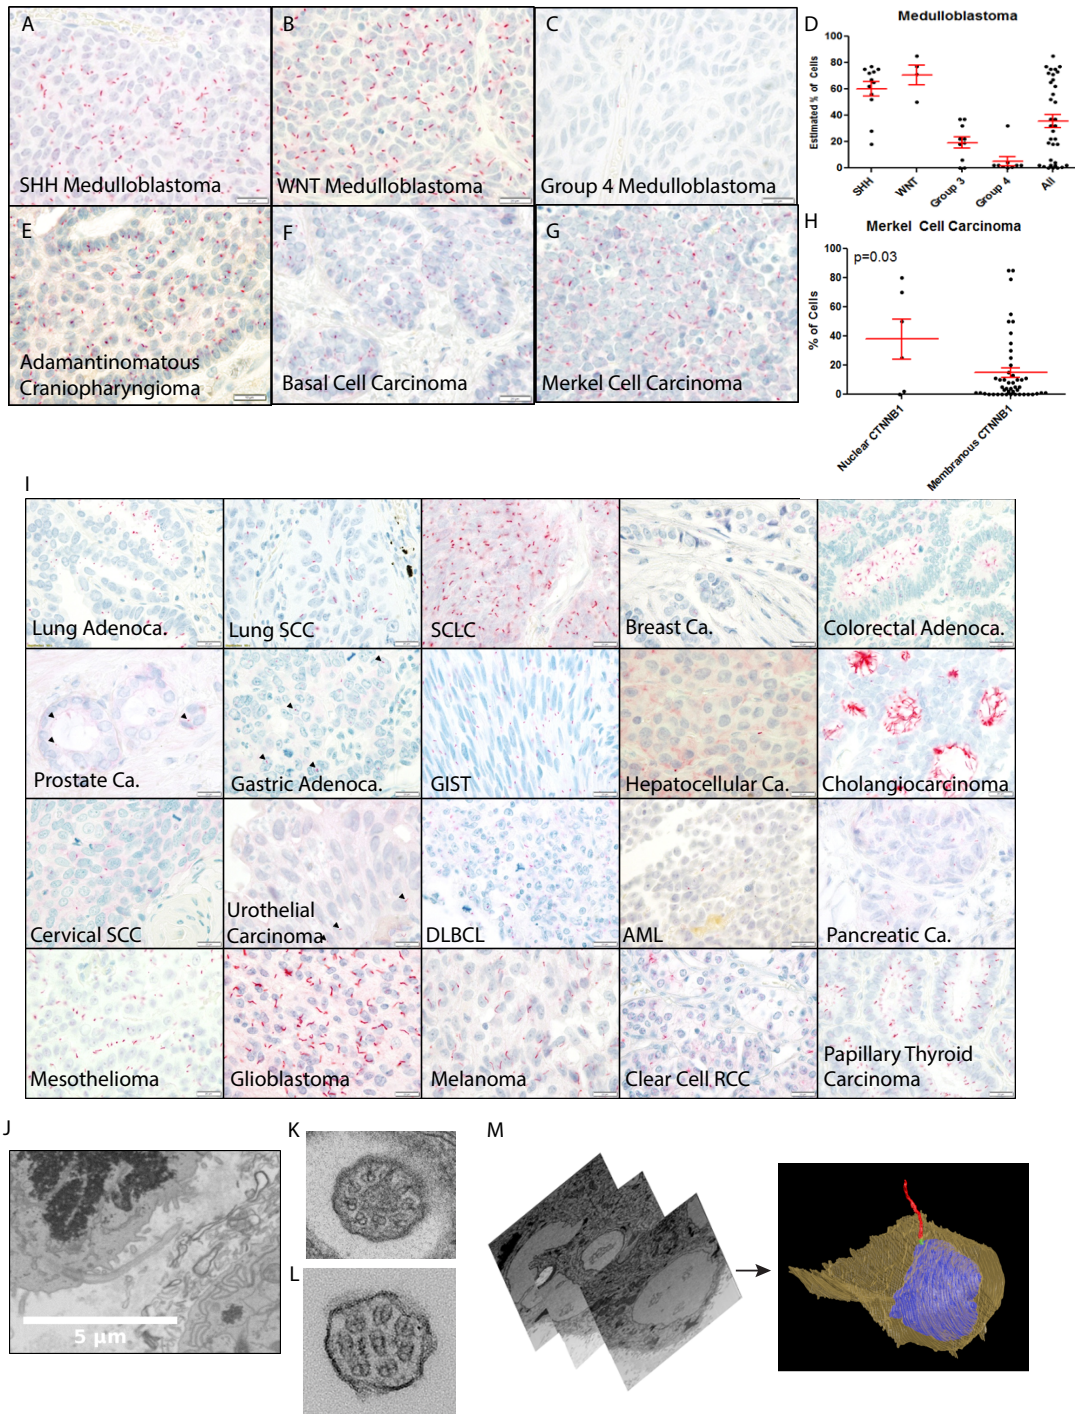 A
SHH Medulloblastoma
B
WNT Medulloblastoma
C
Group 4 Medulloblastoma
D
Medulloblastoma
Estimated % of Cells
100
80
60
40
20
0
SHH
WNT
Group 3
Group 4
All
E
Adamantinomatous
Craniopharyngioma
F
Basal Cell Carcinoma
G
Merkel Cell Carcinoma
H
Merkel Cell Carcinoma
p=0.03
% of Cells
100
80
60
40
20
0
Nuclear CTNNB1
Membranous CTNNB1
I
Lung Adenoca.
Lung SCC
SCLC
Breast Ca.
Colorectal Adenoca.
Prostate Ca.
Gastric Adenoca.
GIST
Hepatocellular Ca.
Cholangiocarcinoma
Cervical SCC
Urothelial
Carcinoma
DLBCL
AML
Pancreatic Ca.
Mesothelioma
Glioblastoma
Melanoma
Clear Cell RCC
Papillary Thyroid
Carcinoma
J
5 μm
K
L
M